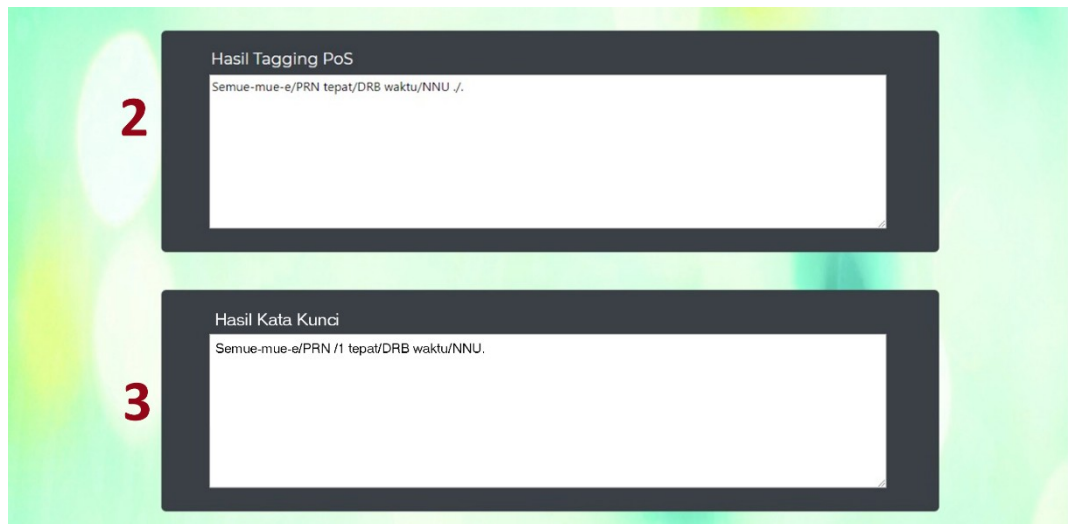 Hasil Tagging PoS
Semue-mue-e/PRN tepat/DRB waktu/NNU ./.
2
Hasil Kata Kunci
Semue-mue-e/PRN /1 tepat/DRB waktu/NNU.
3